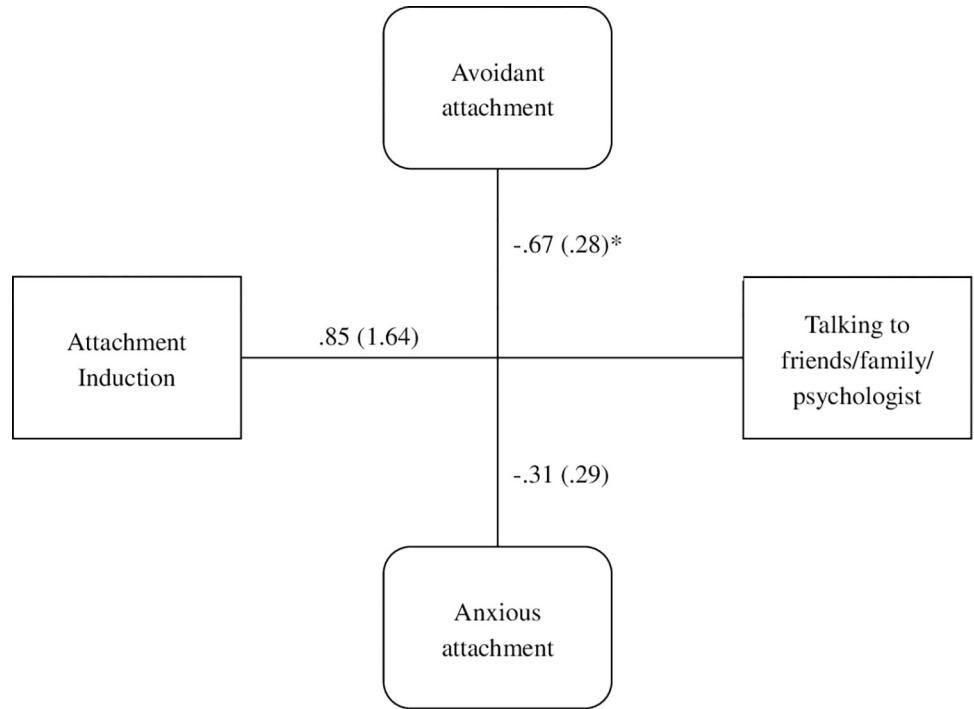 Avoidant
attachment
-.67 (.28)*
Attachment
Induction
.85 (1.64)
Talking to
friends/family/
psychologist
-.31 (.29)
Anxious
attachment